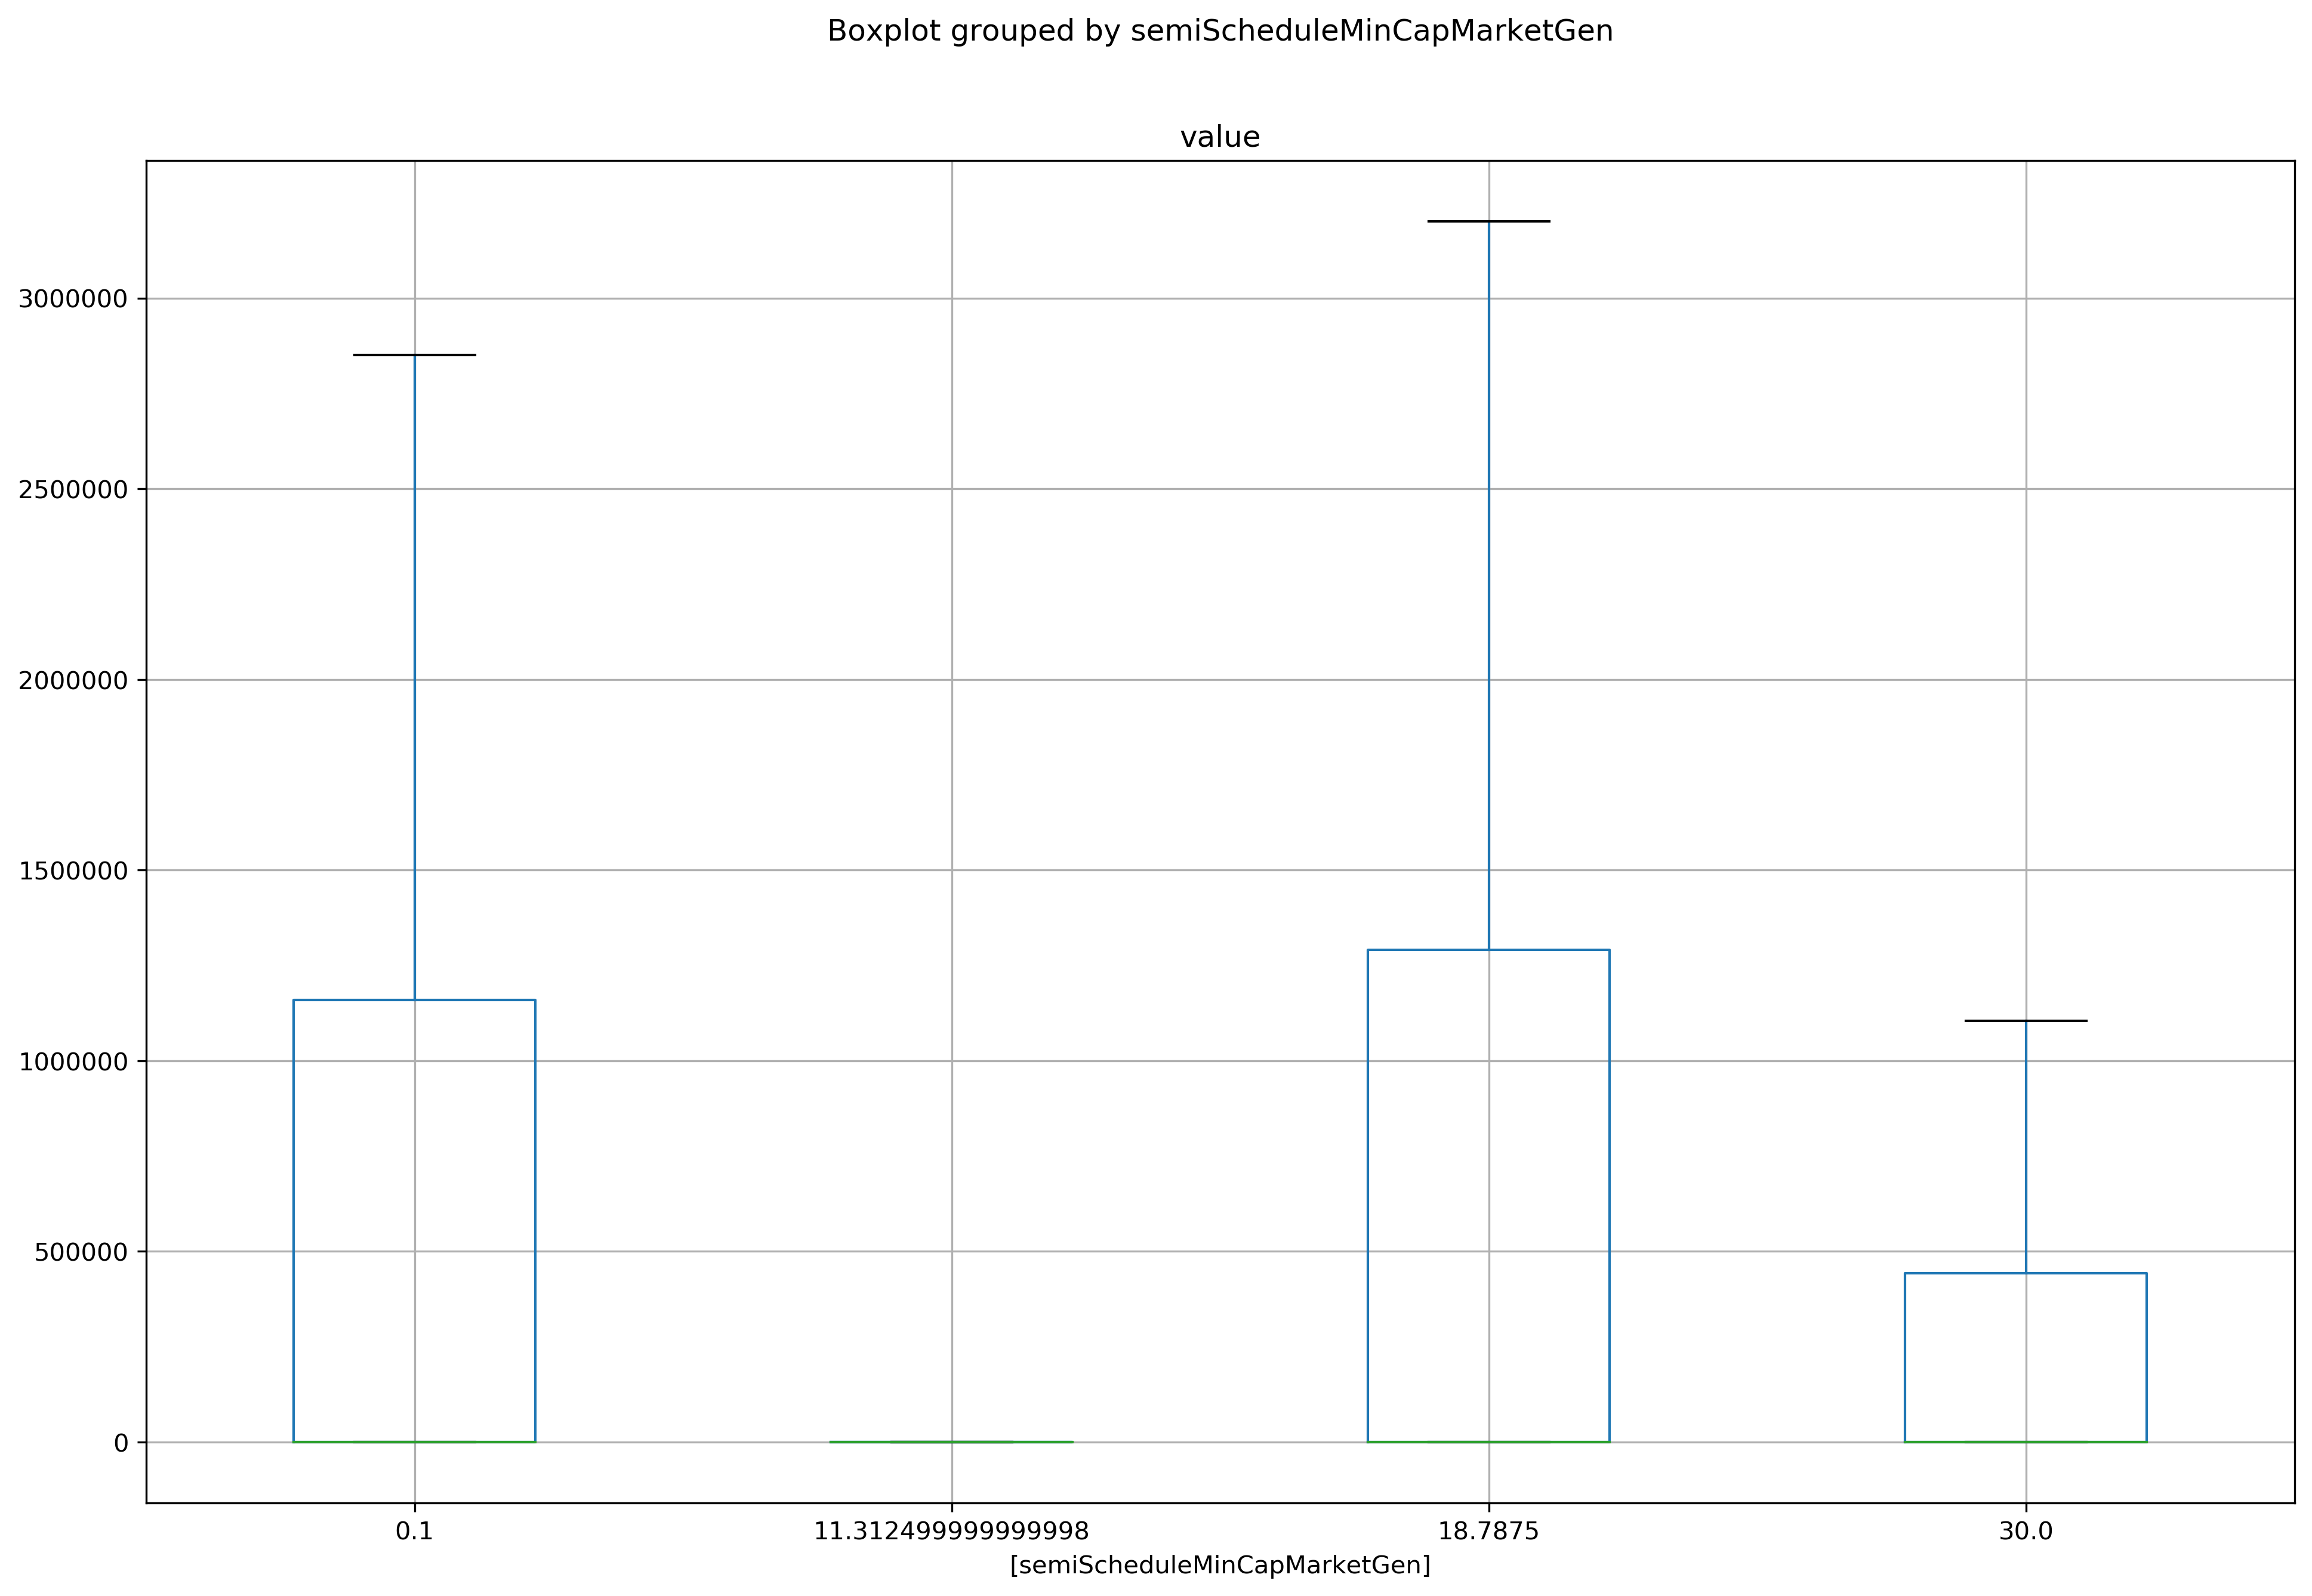 Boxplot grouped by semiScheduleMinCapMarketGen
value
3000000
2500000
2000000
1500000
1000000
500000
0
0.1 11.312499999999998 18.7875 30.0
[semiScheduleMinCapMarketGen]